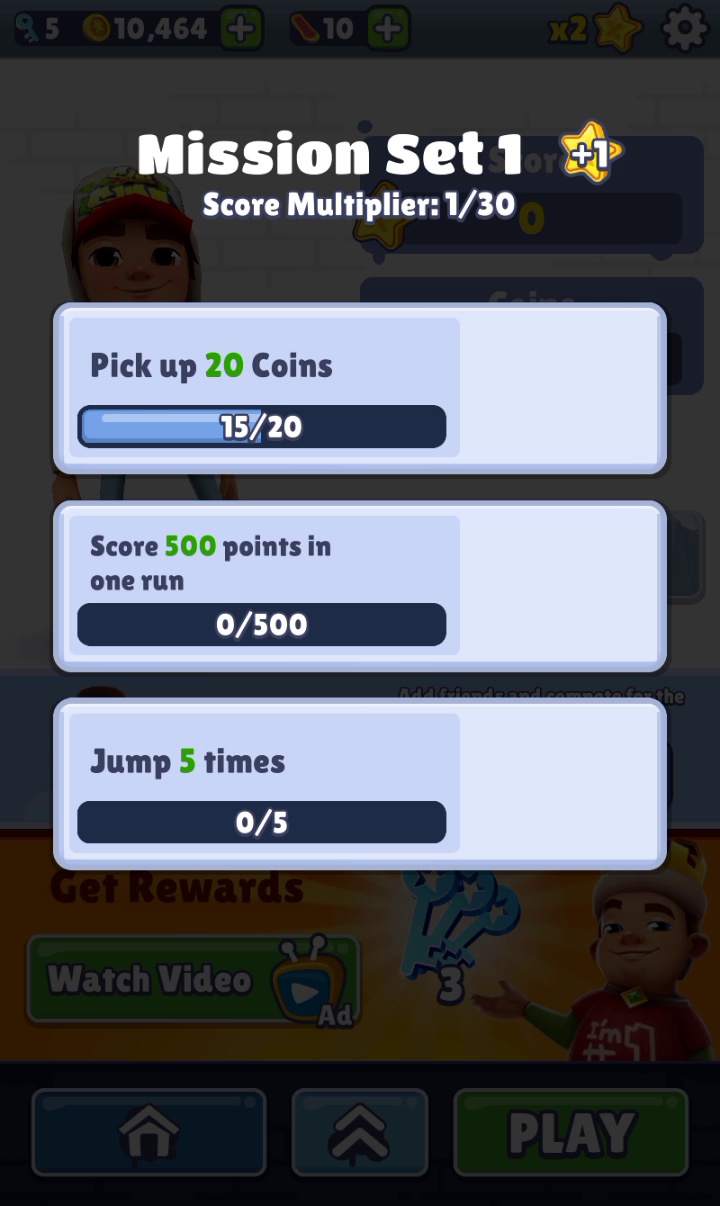 5
10,464
10
x2
Mission Set 1
+1
Score
Score Multiplier: 1/30
0
Coins
Pick up 20 Coins
15/20
Score 500 points in
one run
0/500
Add friends and compete for the
Jump 5 times
0/5
Get Rewards
Watch Video
Ad
3
I'm
#1
PLAY